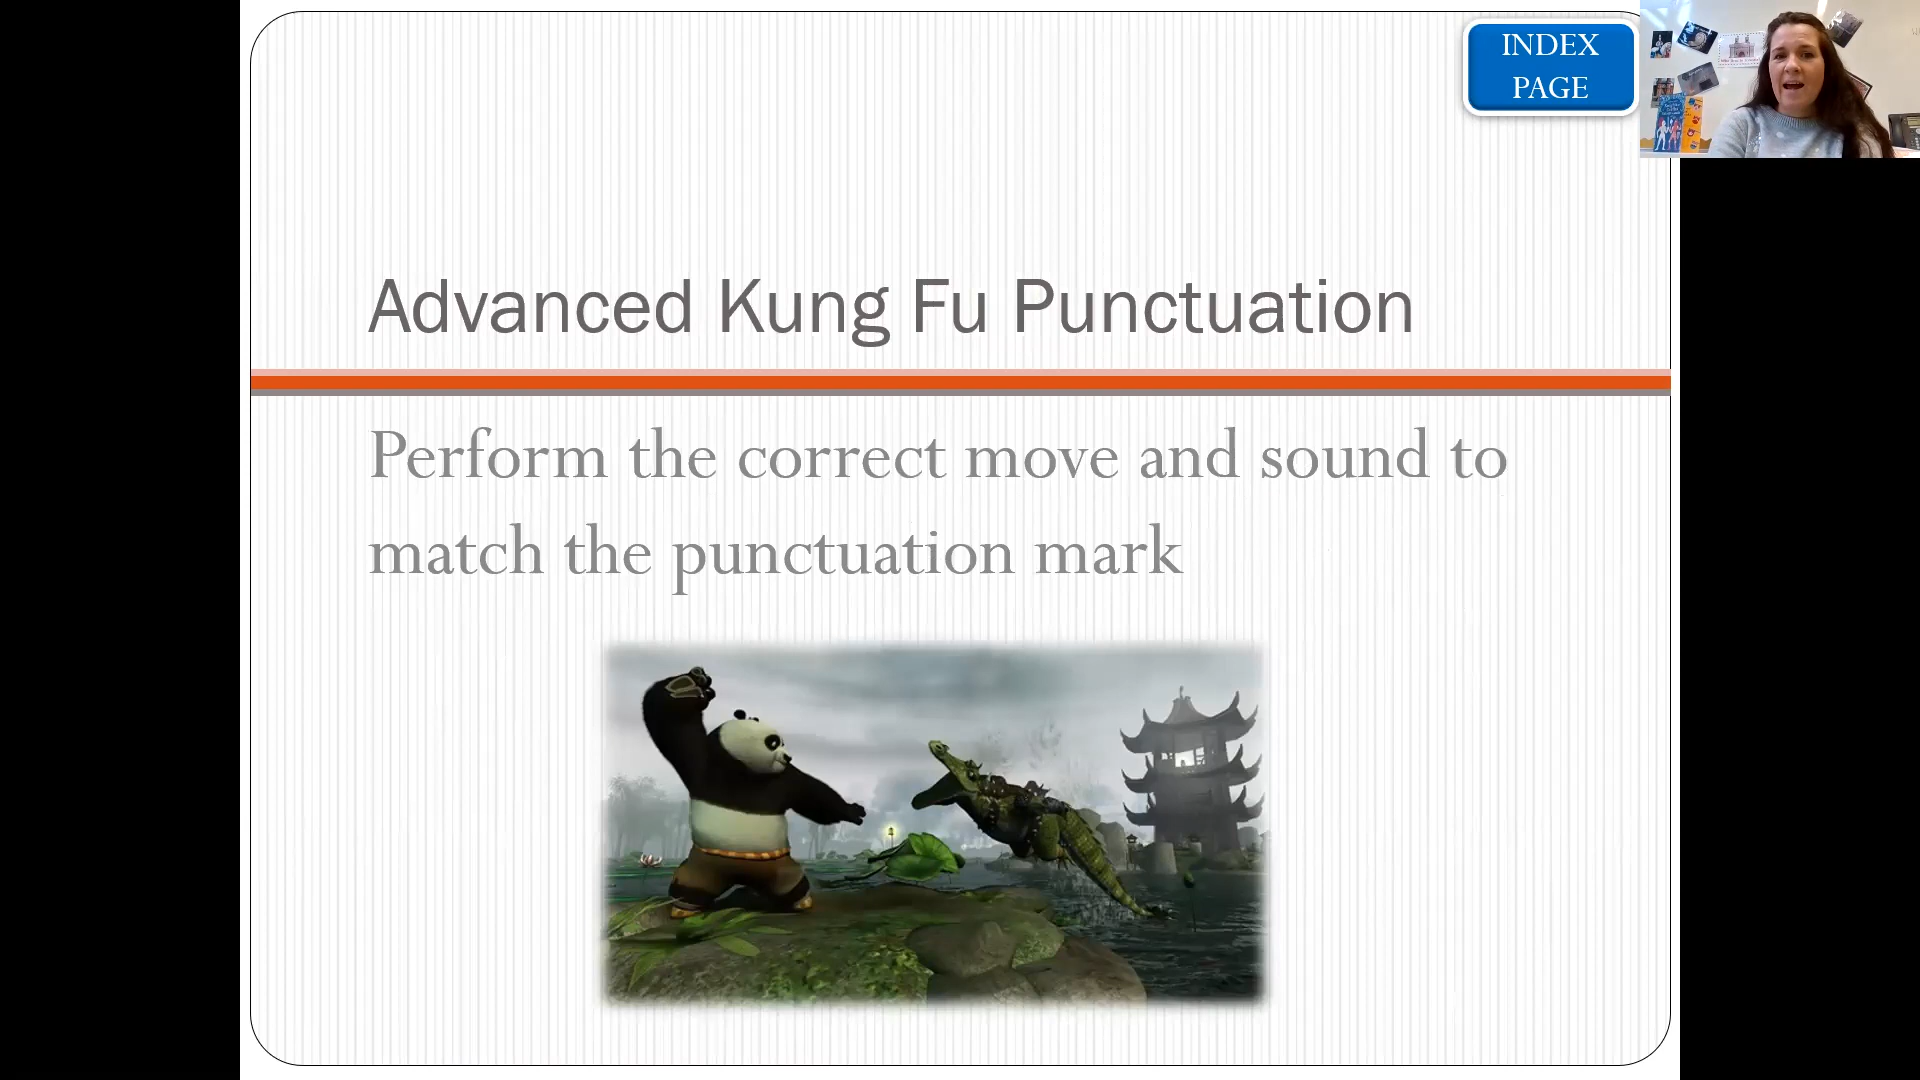 INDEX
PAGE
Advanced Kung Fu Punctuation
Perform the correct move and sound to
match the punctuation mark